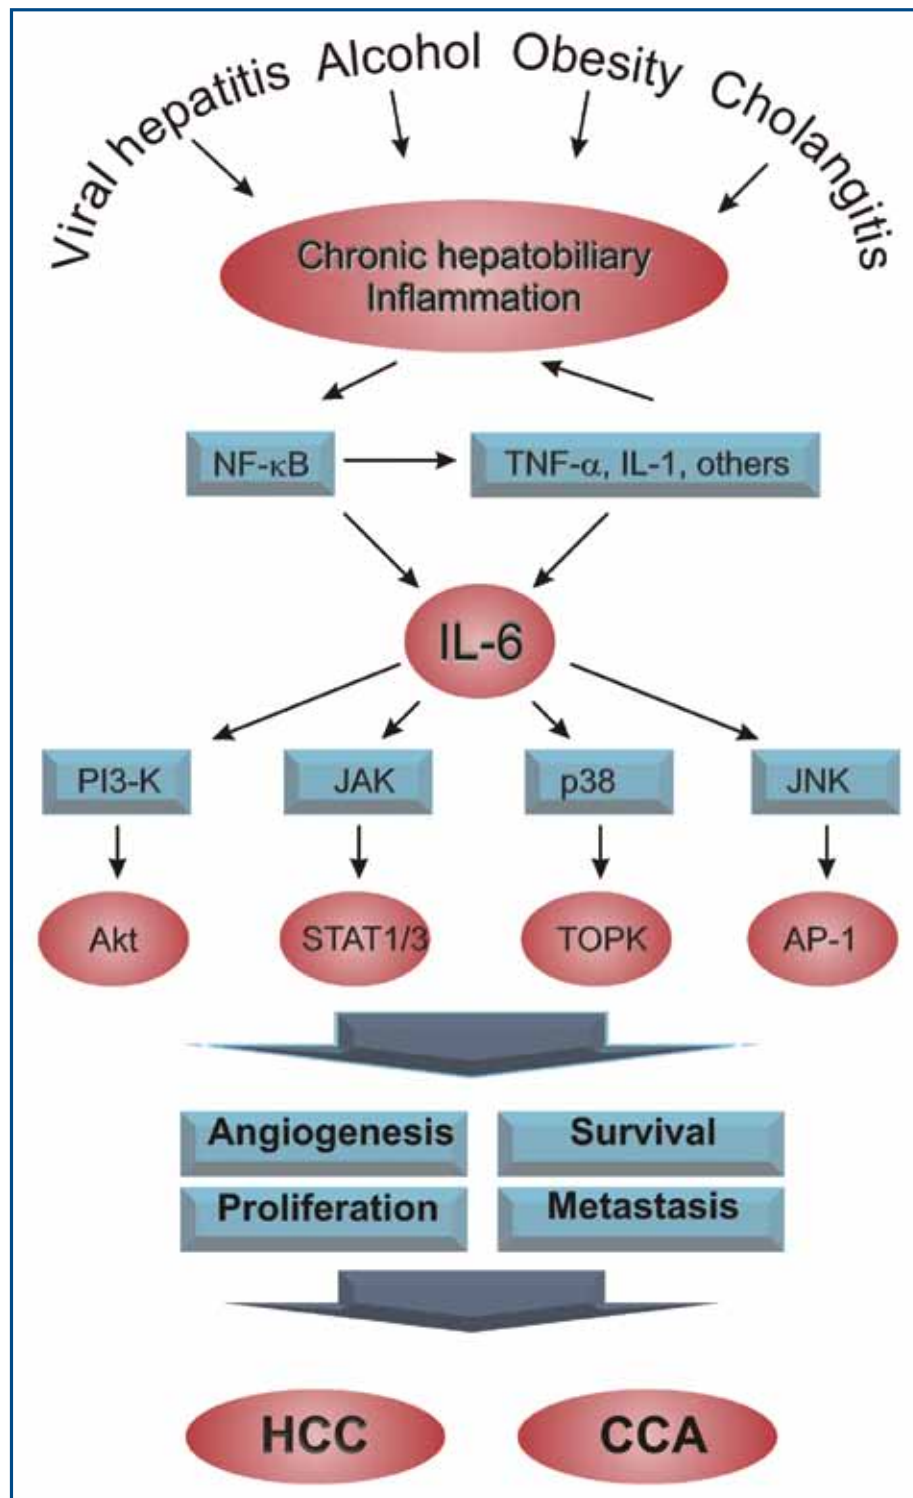 Viral hepatitis Alcohol Obesity Cholangitis
Chronic hepatobiliary
Inflammation
NF-κB
TNF-α, IL-1, others
IL-6
PI3-K
JAK
p38
JNK
Akt
STAT1/3
TOPK
AP-1
Angiogenesis
Survival
Proliferation
Metastasis
HCC
CCA